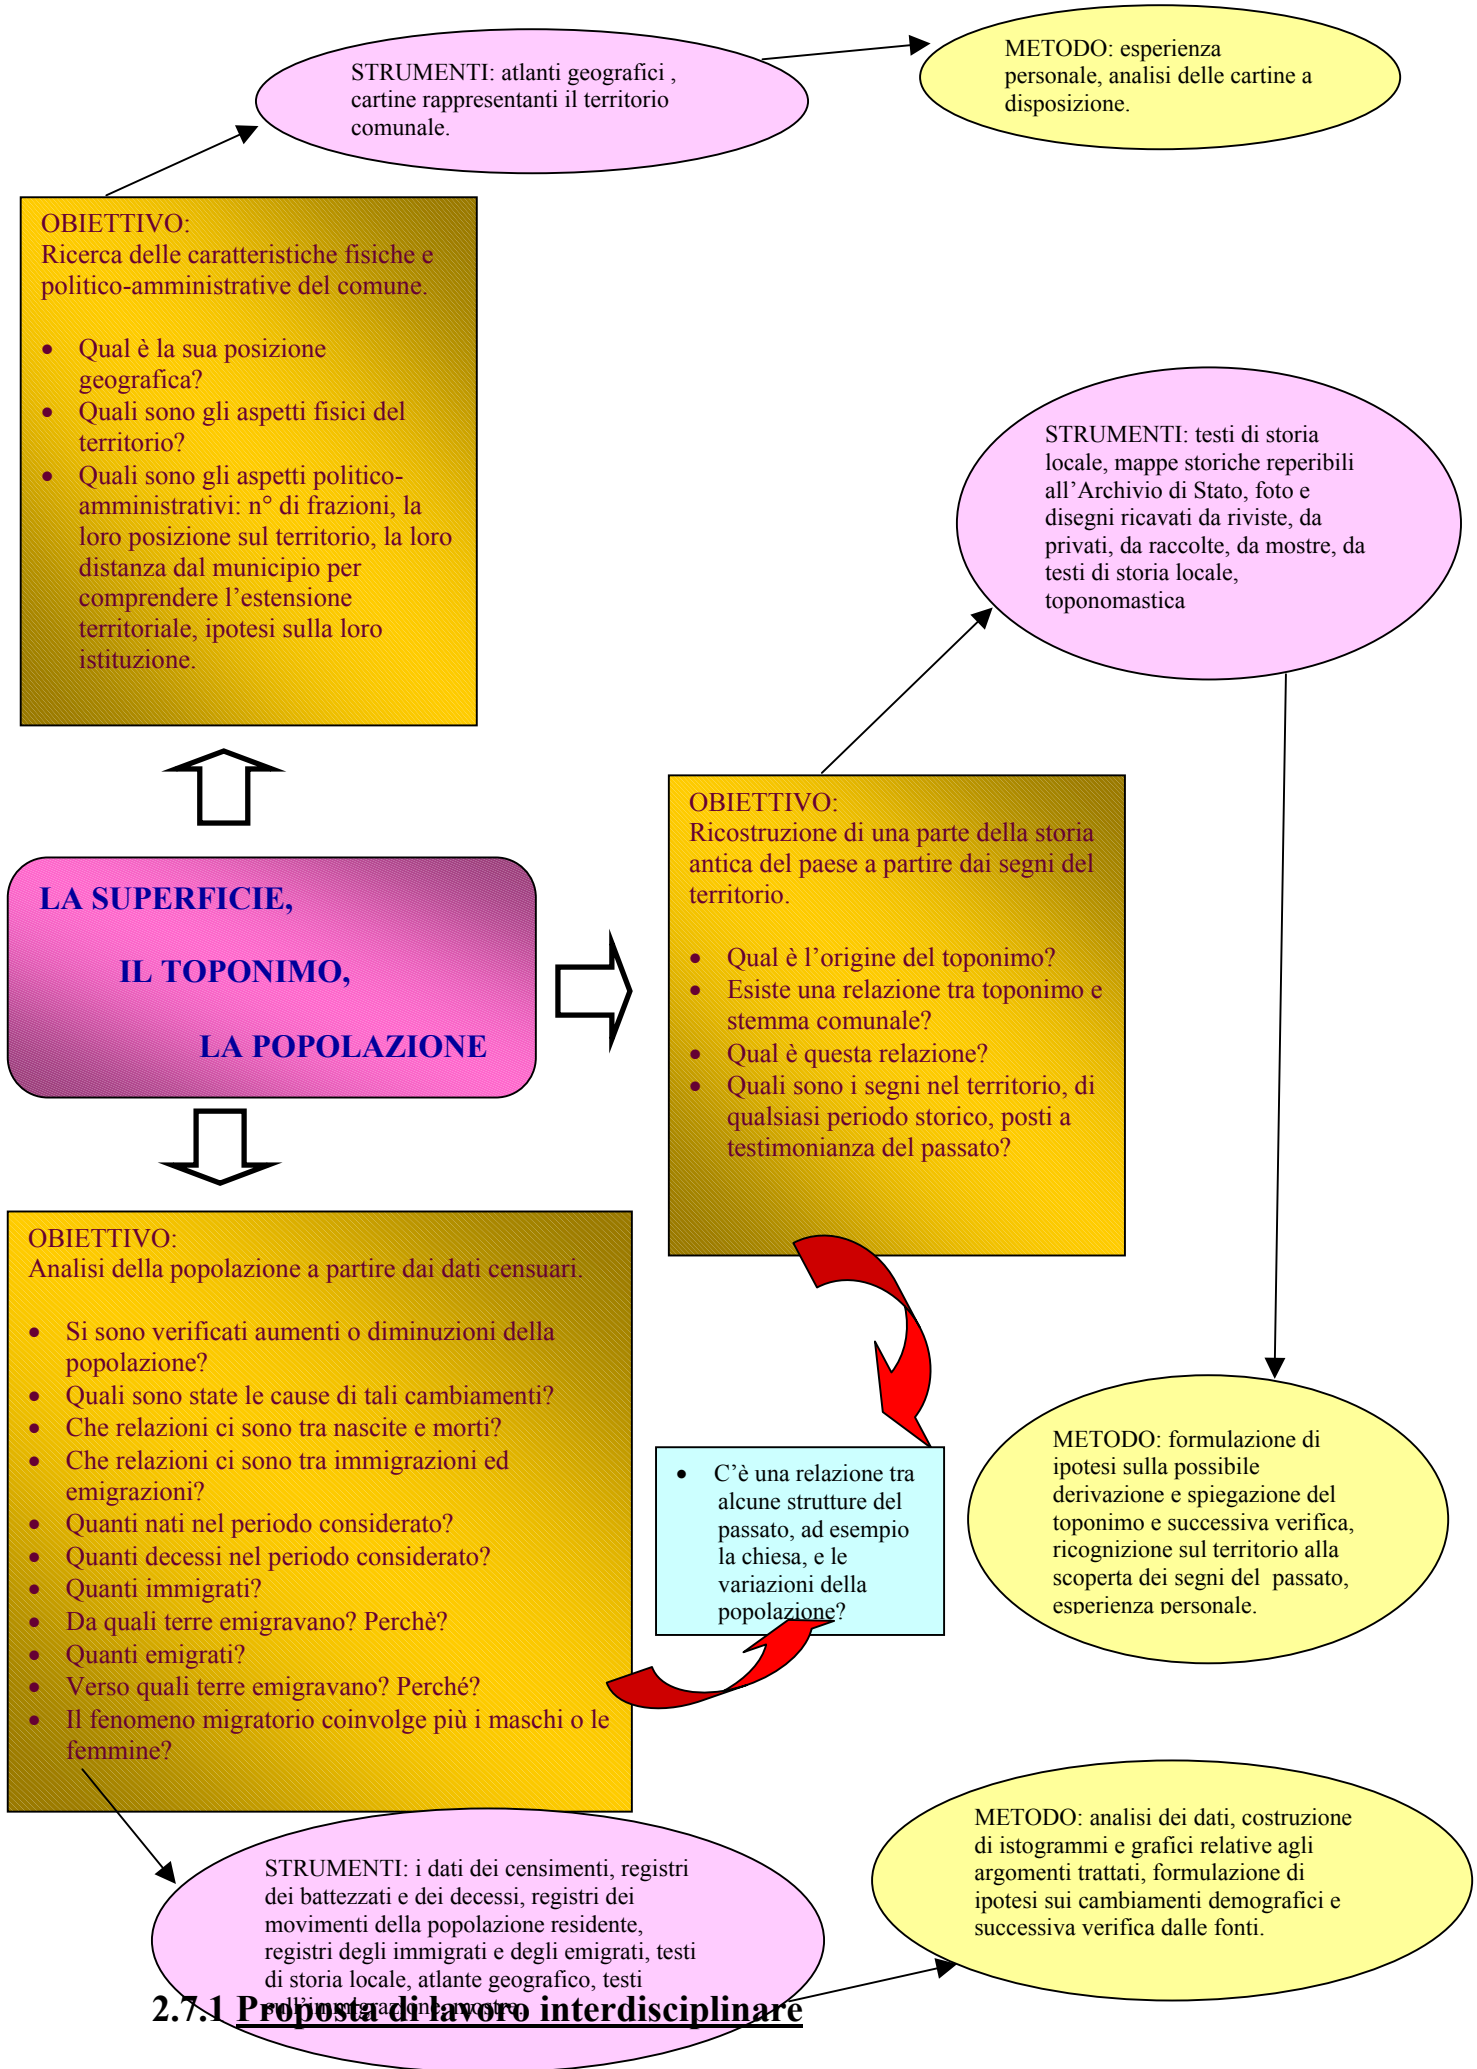 STRUMENTI: atlanti geografici ,
cartine rappresentanti il territorio
comunale.
METODO: esperienza
personale, analisi delle cartine a
disposizione.
OBIETTIVO:
Ricerca delle caratteristiche fisiche e
politico-amministrative del comune.
• Qual è la sua posizione
geografica?
• Quali sono gli aspetti fisici del
territorio?
• Quali sono gli aspetti politico-
amministrativi: n° di frazioni, la
loro posizione sul territorio, la loro
distanza dal municipio per
comprendere l’estensione
territoriale, ipotesi sulla loro
istituzione.
STRUMENTI: testi di storia
locale, mappe storiche reperibili
all’Archivio di Stato, foto e
disegni ricavati da riviste, da
privati, da raccolte, da mostre, da
testi di storia locale,
toponomastica
LA SUPERFICIE,
IL TOPONIMO,
LA POPOLAZIONE
OBIETTIVO:
Ricostruzione di una parte della storia
antica del paese a partire dai segni del
territorio.
• Qual è l’origine del toponimo?
• Esiste una relazione tra toponimo e
stemma comunale?
• Qual è questa relazione?
• Quali sono i segni nel territorio, di
qualsiasi periodo storico, posti a
testimonianza del passato?
OBIETTIVO:
Analisi della popolazione a partire dai dati censuari.
• Si sono verificati aumenti o diminuzioni della
popolazione?
• Quali sono state le cause di tali cambiamenti?
• Che relazioni ci sono tra nascite e morti?
• Che relazioni ci sono tra immigrazioni ed
emigrazioni?
• Quanti nati nel periodo considerato?
• Quanti decessi nel periodo considerato?
• Quanti immigrati?
• Da quali terre emigravano? Perchè?
• Quanti emigrati?
• Verso quali terre emigravano? Perché?
• Il fenomeno migratorio coinvolge più i maschi o le
femmine?
• C’è una relazione tra
alcune strutture del
passato, ad esempio
la chiesa, e le
variazioni della
popolazione?
METODO: formulazione di
ipotesi sulla possibile
derivazione e spiegazione del
toponimo e successiva verifica,
ricognizione sul territorio alla
scoperta dei segni del passato,
esperienza personale.
STRUMENTI: i dati dei censimenti, registri
dei battezzati e dei decessi, registri dei
movimenti della popolazione residente,
registri degli immigrati e degli emigrati, testi
di storia locale, atlante geografico, testi
sull’immigrazione, mostre.
METODO: analisi dei dati, costruzione
di istogrammi e grafici relative agli
argomenti trattati, formulazione di
ipotesi sui cambiamenti demografici e
successiva verifica dalle fonti.
2.7.1 Proposta di lavoro interdisciplinare